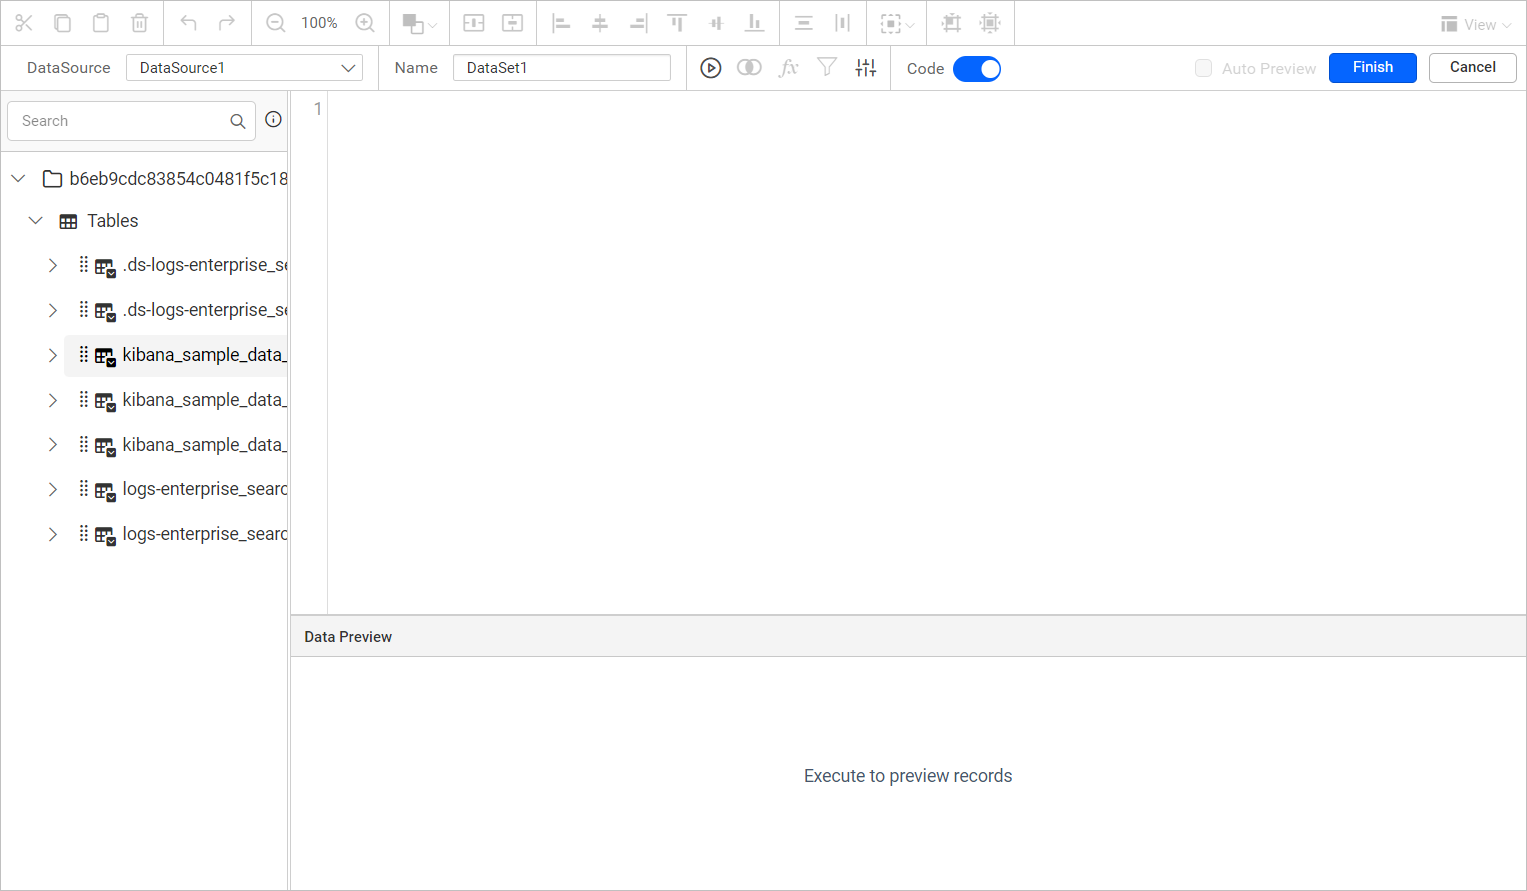 100%
View
DataSource
DataSource1
Name
DataSet1
fx
Code
Auto Preview
Finish
Cancel
Search
1
b6eb9cdc83854c0481f5c18
Tables
.ds-logs-enterprise_se
.ds-logs-enterprise_se
kibana_sample_data_
kibana_sample_data_
kibana_sample_data_
logs-enterprise_searc
logs-enterprise_searc
Data Preview
Execute to preview records